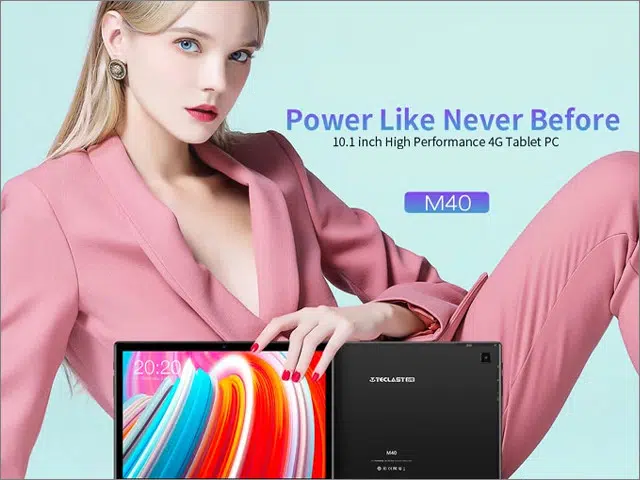 Power Like Never Before
10.1 inch High Performance 4G Tablet PC
M40
20:20
TECLAST
M40